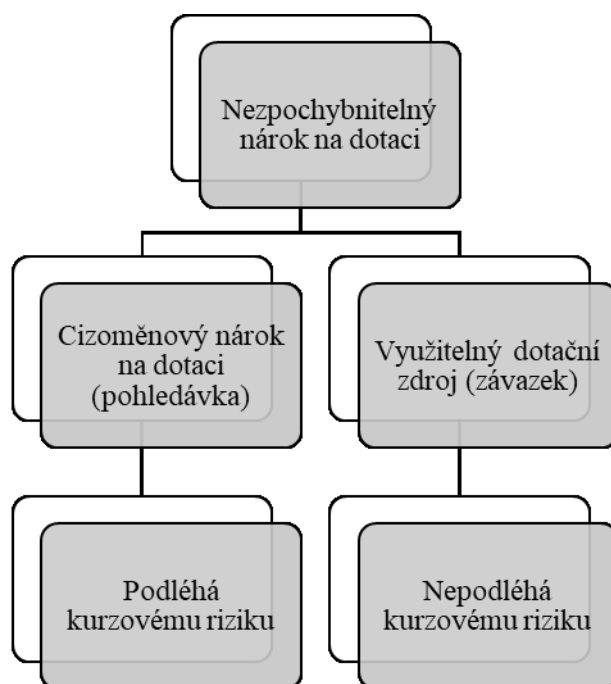 Nezpochybnitelný
nárok na dotaci
Cizoměnový nárok
na dotaci
(pohledávka)
Využitelný dotační
zdroj (závazek)
Podléhá
kurzovému riziku
Nepodléhá
kurzovému riziku